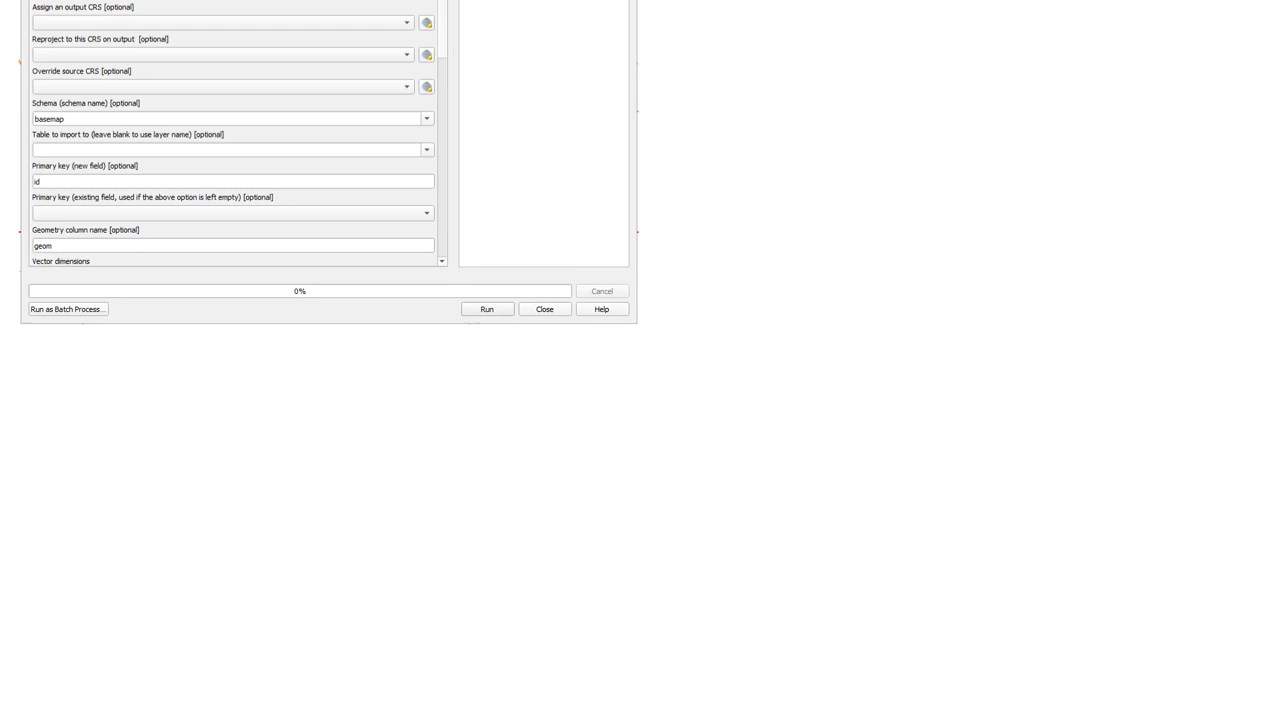 Assign an output CRS [optional]
Reproject to this CRS on output [optional]
Override source CRS [optional]
Schema (schema name) [optional]
basemap
Table to import to (leave blank to use layer name) [optional]
Primary key (new field) [optional]
id
Primary key (existing field, used if the above option is left empty) [optional]
Geometry column name [optional]
geom
Vector dimensions
0%
Cancel
Run as Batch Process...
Run
Close
Help